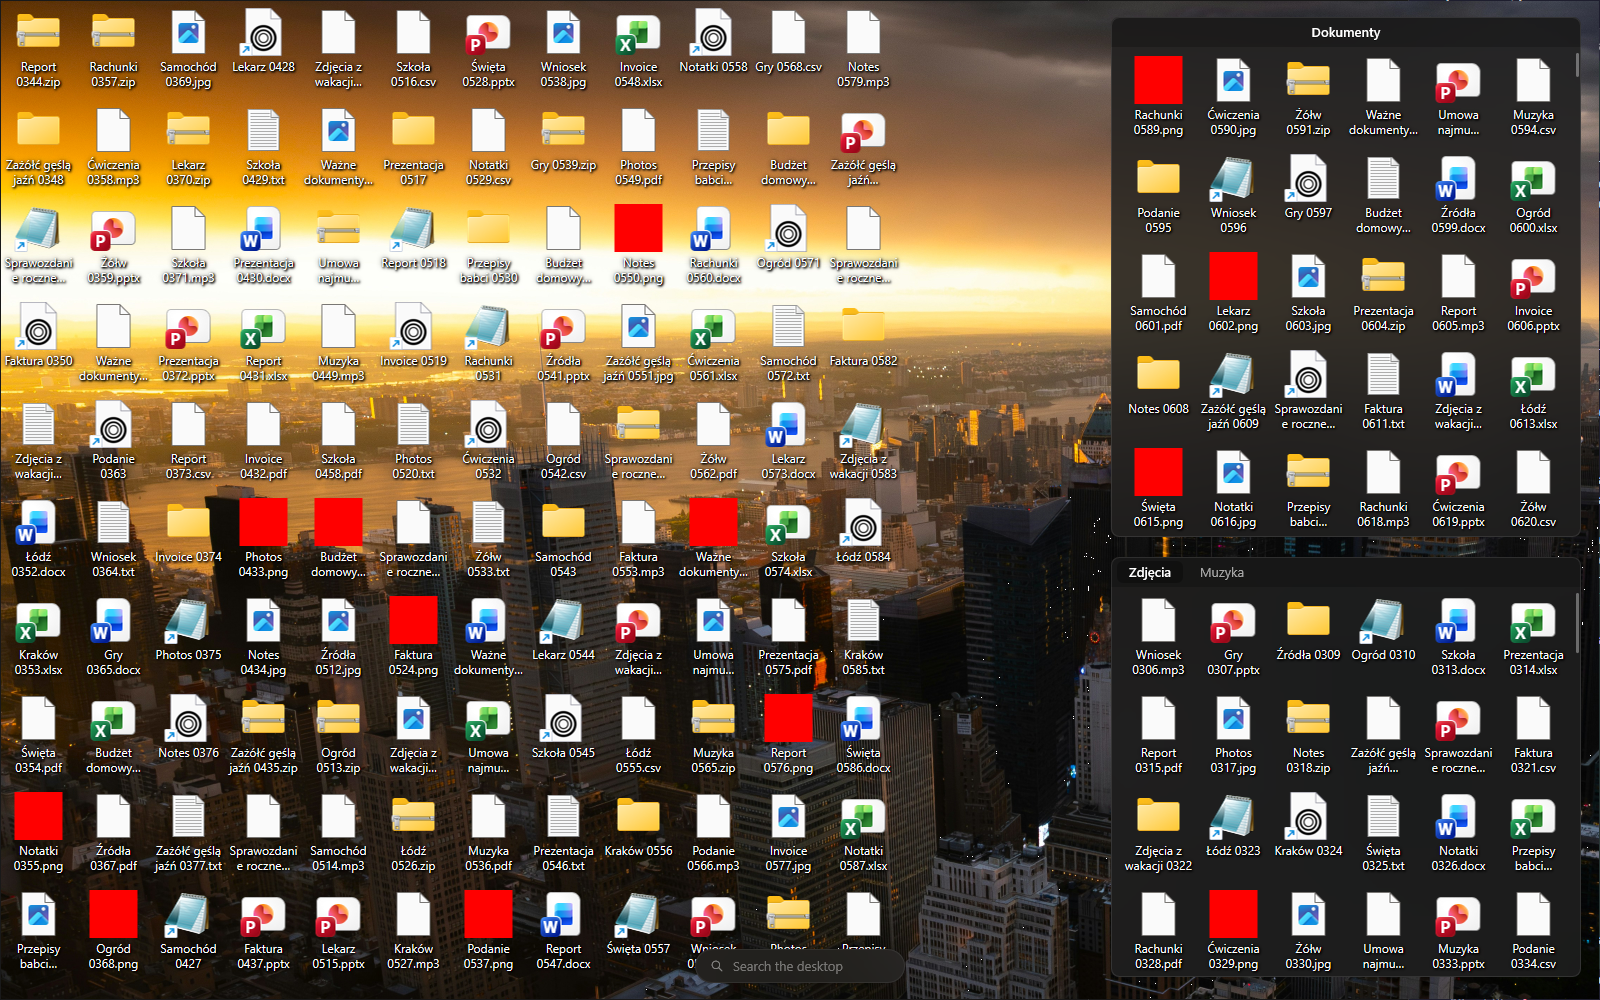 Report
0344.zip
Rachunki
0357.zip
Samochód
0369.jpg
Lekarz 0428
Zdjęcia z
wakacji...
Szkoła
0516.csv
Święta
0528.pptx
Wniosek
0538.jpg
Invoice
0548.xlsx
Notatki 0558
Gry 0568.csv
Notes
0579.mp3
Zażółć gęślą
jaźń 0348
Ćwiczenia
0358.mp3
Lekarz
0370.zip
Szkoła
0429.txt
Ważne
dokumenty...
Prezentacja
0517
Notatki
0529.csv
Gry 0539.zip
Photos
0549.pdf
Przepisy
babci...
Budżet
domowy...
Zażółć gęślą
jaźń...
Sprawozdani
e roczne...
Żółw
0359.pptx
Szkoła
0371.mp3
Prezentacja
0430.docx
Umowa
najmu...
Report 0518
Przepisy
babci 0530
Budżet
domowy...
Notes
0550.png
Rachunki
0560.docx
Ogród 0571
Sprawozdani
e roczne...
Faktura 0350
Ważne
dokumenty...
Prezentacja
0372.pptx
Report
0431.xlsx
Muzyka
0449.mp3
Invoice 0519
Rachunki
0531
Źródła
0541.pptx
Zażółć gęślą
jaźń 0551.jpg
Ćwiczenia
0561.xlsx
Samochód
0572.txt
Faktura 0582
Zdjęcia z
wakacji...
Podanie
0363
Report
0373.csv
Invoice
0432.pdf
Szkoła
0458.pdf
Photos
0520.txt
Ćwiczenia
0532
Ogród
0542.csv
Sprawozdani
e roczne...
Żółw
0562.pdf
Lekarz
0573.docx
Zdjęcia z
wakacji 0583
Łódź
0352.docx
Wniosek
0364.txt
Invoice 0374
Photos
0433.png
Budżet
domowy...
Sprawozdani
e roczne...
Żółw
0533.txt
Samochód
0543
Faktura
0553.mp3
Ważne
dokumenty...
Szkoła
0574.xlsx
Łódź 0584
Kraków
0353.xlsx
Gry
0365.docx
Photos 0375
Notes
0434.jpg
Źródła
0512.jpg
Faktura
0524.png
Ważne
dokumenty...
Lekarz 0544
Zdjęcia z
wakacji...
Umowa
najmu...
Prezentacja
0575.pdf
Kraków
0585.txt
Święta
0354.pdf
Budżet
domowy...
Notes 0376
Zażółć gęślą
jaźń 0435.zip
Ogród
0513.zip
Zdjęcia z
wakacji...
Umowa
najmu...
Szkoła 0545
Łódź
0555.csv
Muzyka
0565.zip
Report
0576.png
Święta
0586.docx
Notatki
0355.png
Źródła
0367.pdf
Zażółć gęślą
jaźń 0377.txt
Sprawozdani
e roczne...
Samochód
0514.mp3
Łódź
0526.zip
Muzyka
0536.pdf
Prezentacja
0546.txt
Kraków 0556
Podanie
0566.mp3
Invoice
0577.jpg
Notatki
0587.xlsx
Przepisy
babci...
Ogród
0368.png
Samochód
0427
Faktura
0437.pptx
Lekarz
0515.pptx
Kraków
0527.mp3
Podanie
0537.png
Report
0547.docx
Święta 0557
Wniosek
Photos
Przepisy
Search the desktop
Dokumenty
Rachunki
0589.png
Ćwiczenia
0590.jpg
Żółw
0591.zip
Ważne
dokumenty...
Umowa
najmu...
Muzyka
0594.csv
Podanie
0595
Wniosek
0596
Gry 0597
Budżet
domowy...
Źródła
0599.docx
Ogród
0600.xlsx
Samochód
0601.pdf
Lekarz
0602.png
Szkoła
0603.jpg
Prezentacja
0604.zip
Report
0605.mp3
Invoice
0606.pptx
Notes 0608
Zażółć gęślą
jaźń 0609
Sprawozdani
e roczne...
Faktura
0611.txt
Zdjęcia z
wakacji...
Łódź
0613.xlsx
Święta
0615.png
Notatki
0616.jpg
Przepisy
babci...
Rachunki
0618.mp3
Ćwiczenia
0619.pptx
Żółw
0620.csv
Zdjęcia
Muzyka
Wniosek
0306.mp3
Gry
0307.pptx
Źródła 0309
Ogród 0310
Szkoła
0313.docx
Prezentacja
0314.xlsx
Report
0315.pdf
Photos
0317.jpg
Notes
0318.zip
Zażółć gęślą
jaźń...
Sprawozdani
e roczne...
Faktura
0321.csv
Zdjęcia z
wakacji 0322
Łódź 0323
Kraków 0324
Święta
0325.txt
Notatki
0326.docx
Przepisy
babci...
Rachunki
0328.pdf
Ćwiczenia
0329.png
Żółw
0330.jpg
Umowa
najmu...
Muzyka
0333.pptx
Podanie
0334.csv